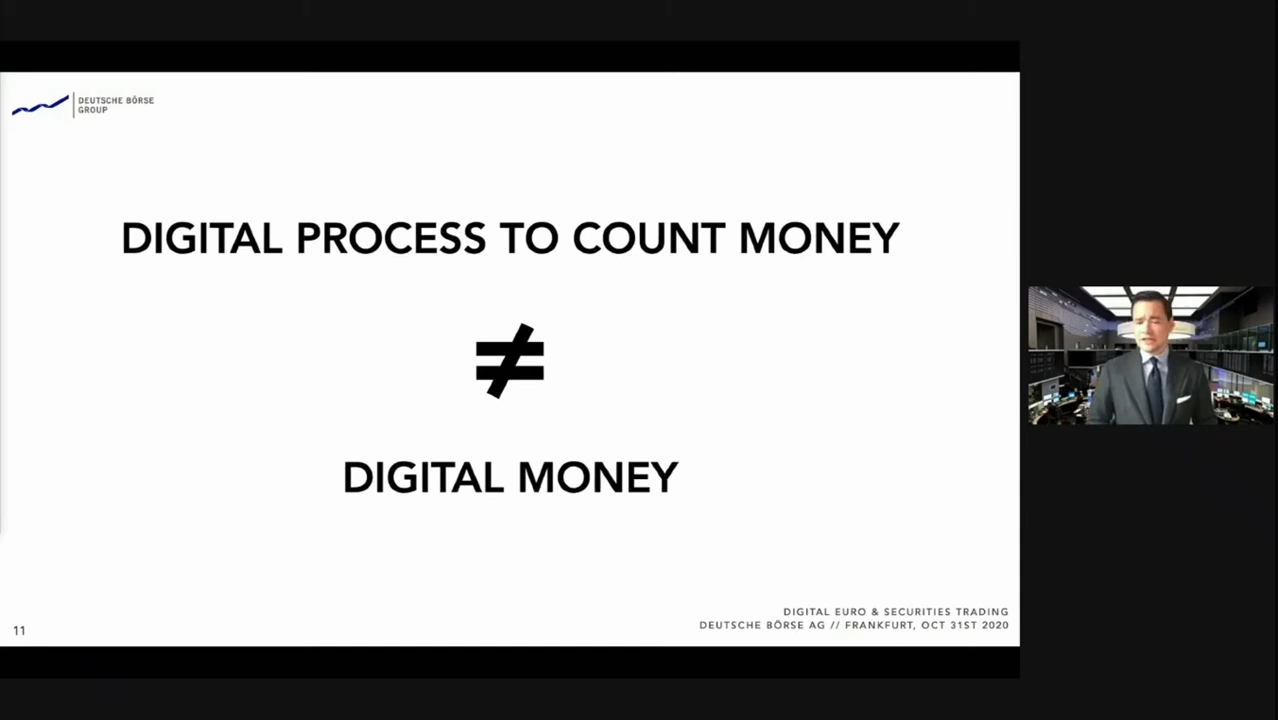 DEUTSCHE BÖRSE
GROUP
DIGITAL PROCESS TO COUNT MONEY
≠
DIGITAL MONEY
DIGITAL EURO & SECURITIES TRADING
DEUTSCHE BÖRSE AG // FRANKFURT, OCT 31ST 2020
11